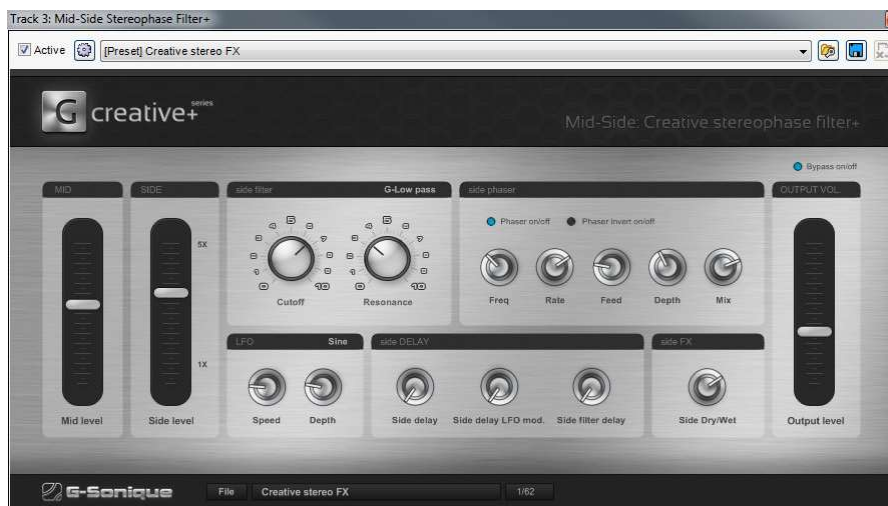 Track 3: Mid-Side Stereophase Filter+
Active
[Preset] Creative stereo FX
G creative+ series
Mid-Side: Creative stereophase filter+
Bypass on/off
MID
SIDE
side filter
G-Low pass
side phaser
OUTPUT VOL.
Phaser on/off
Phaser invert on/off
5X
Cutoff
Resonance
Freq
Rate
Feed
Depth
Mix
LFO
Sine
side DELAY
side FX
1X
Mid level
Side level
Speed
Depth
Side delay
Side delay LFO mod.
Side filter delay
Side Dry/Wet
Output level
G-Sonique
File
Creative stereo FX
1/62